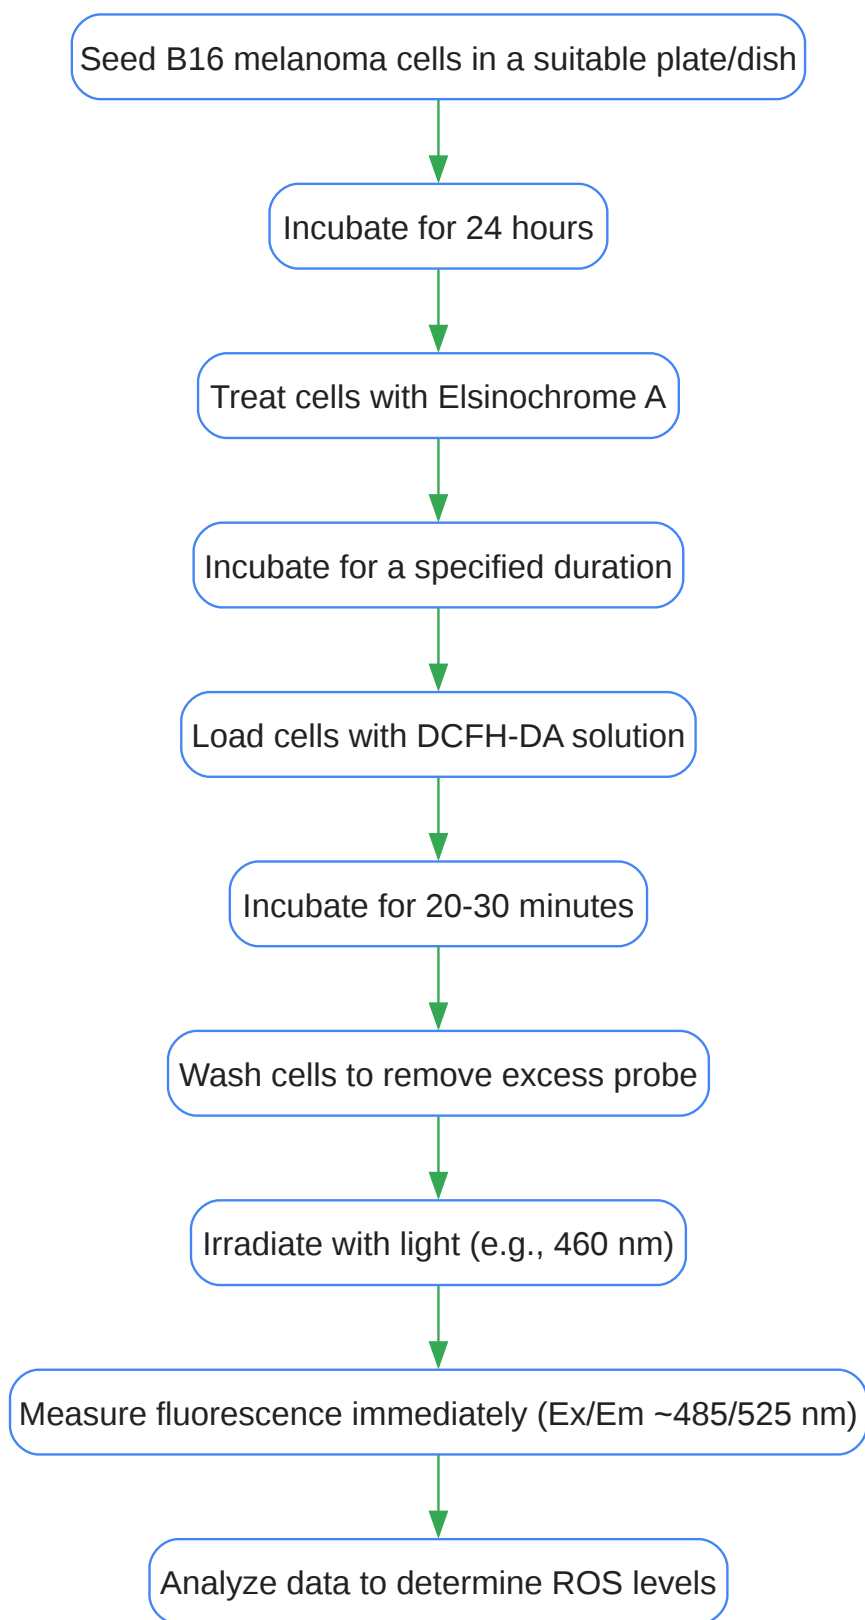 Seed B16 melanoma cells in a suitable plate/dish
Incubate for 24 hours
Treat cells with Elsinochrome A
Incubate for a specified duration
Load cells with DCFH-DA solution
Incubate for 20-30 minutes
Wash cells to remove excess probe
Irradiate with light (e.g., 460 nm)
Measure fluorescence immediately (Ex/Em ~485/525 nm)
Analyze data to determine ROS levels